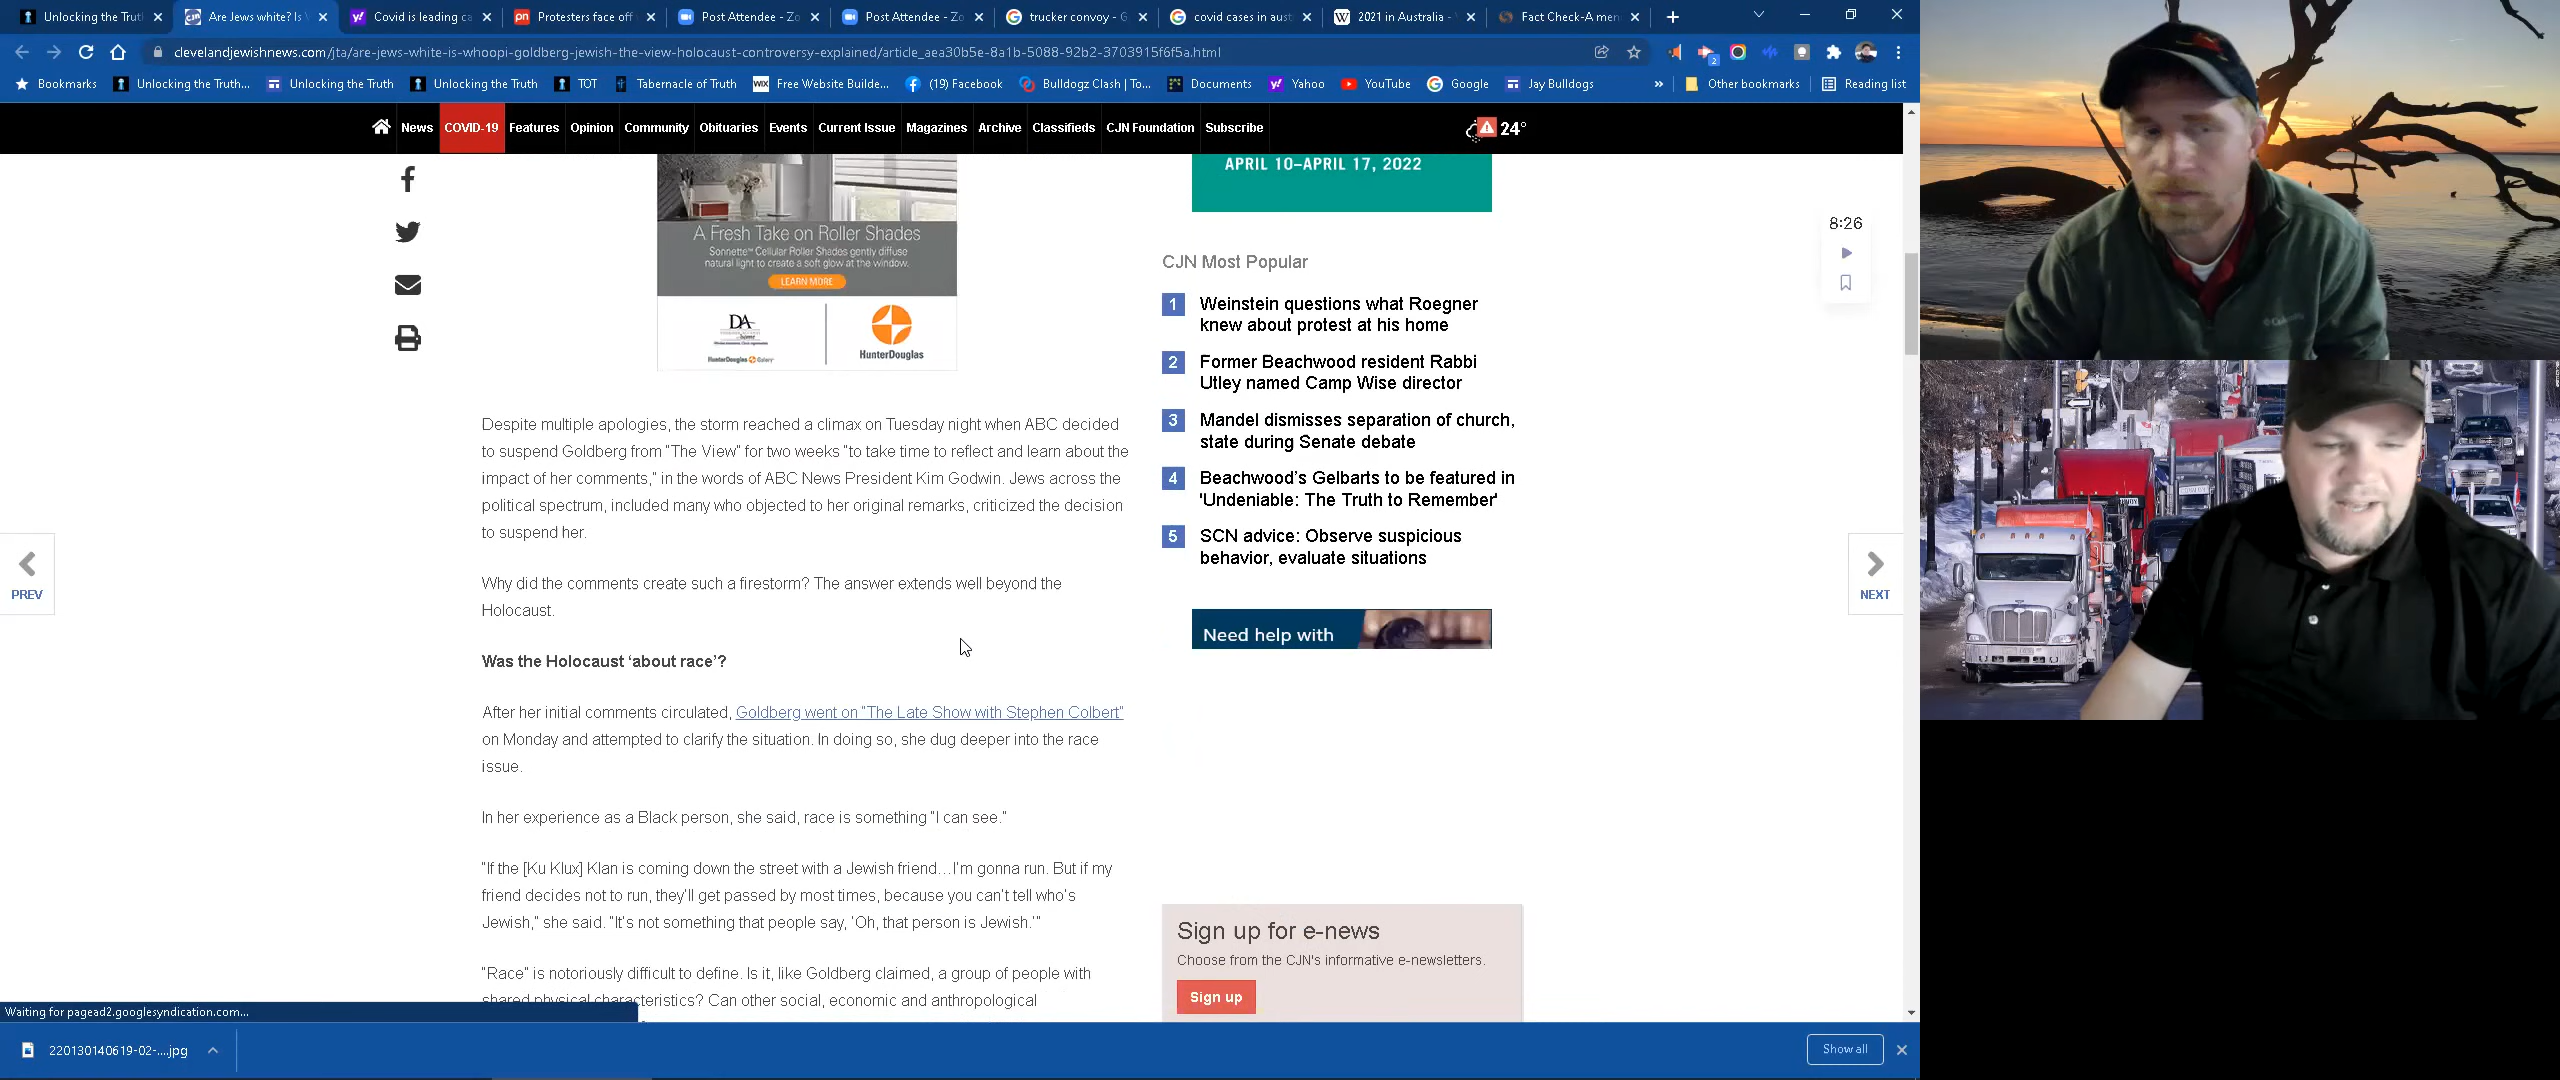 Unlocking the Trut
Are Jews white? Is
Covid is leading ca
Protesters face off
Post Attendee - Zo
Post Attendee - Zo
trucker convoy - G
covid cases in aust
2021 in Australia -
Fact Check-A mem
clevelandjewishnews.com/jta/are-jews-white-is-whoopi-goldberg-jewish-the-view-holocaust-controversy-explained/article_aea30b5e-8a1b-5088-92b2-3703915f6f5a.html
Bookmarks
Unlocking the Truth...
Unlocking the Truth
Unlocking the Truth
TOT
Tabernacle of Truth
Free Website Builde...
(19) Facebook
Bulldogz Clash | To...
Documents
Yahoo
YouTube
Google
Jay Bulldogs
»
Other bookmarks
Reading list
News COVID-19 Features Opinion Community Obituaries Events Current Issue Magazines Archive Classifieds CJN Foundation Subscribe
24°
A Fresh Take on Roller Shades
Sonnette™ Cellular Roller Shades gently diffuse
natural light to create a soft glow at the window.
LEARN MORE
DA
HunterDouglas Gallery
HunterDouglas
Despite multiple apologies, the storm reached a climax on Tuesday night when ABC decided
to suspend Goldberg from "The View" for two weeks "to take time to reflect and learn about the
impact of her comments," in the words of ABC News President Kim Godwin. Jews across the
political spectrum, included many who objected to her original remarks, criticized the decision
to suspend her.
Why did the comments create such a firestorm? The answer extends well beyond the
Holocaust.
Was the Holocaust 'about race'?
After her initial comments circulated, Goldberg went on "The Late Show with Stephen Colbert"
on Monday and attempted to clarify the situation. In doing so, she dug deeper into the race
issue.
In her experience as a Black person, she said, race is something "I can see."
"If the [Ku Klux] Klan is coming down the street with a Jewish friend…I'm gonna run. But if my
friend decides not to run, they'll get passed by most times, because you can't tell who's
Jewish," she said. "It's not something that people say, 'Oh, that person is Jewish.'"
"Race" is notoriously difficult to define. Is it, like Goldberg claimed, a group of people with
shared physical characteristics? Can other social, economic and anthropological
APRIL 10–APRIL 17, 2022
CJN Most Popular
1 Weinstein questions what Roegner
knew about protest at his home
2 Former Beachwood resident Rabbi
Utley named Camp Wise director
3 Mandel dismisses separation of church,
state during Senate debate
4 Beachwood's Gelbarts to be featured in
'Undeniable: The Truth to Remember'
5 SCN advice: Observe suspicious
behavior, evaluate situations
Need help with
Sign up for e-news
Choose from the CJN's informative e-newsletters.
Sign up
8:26
PREV
NEXT
Waiting for pagead2.googlesyndication.com...
220130140619-02-....jpg
Show all